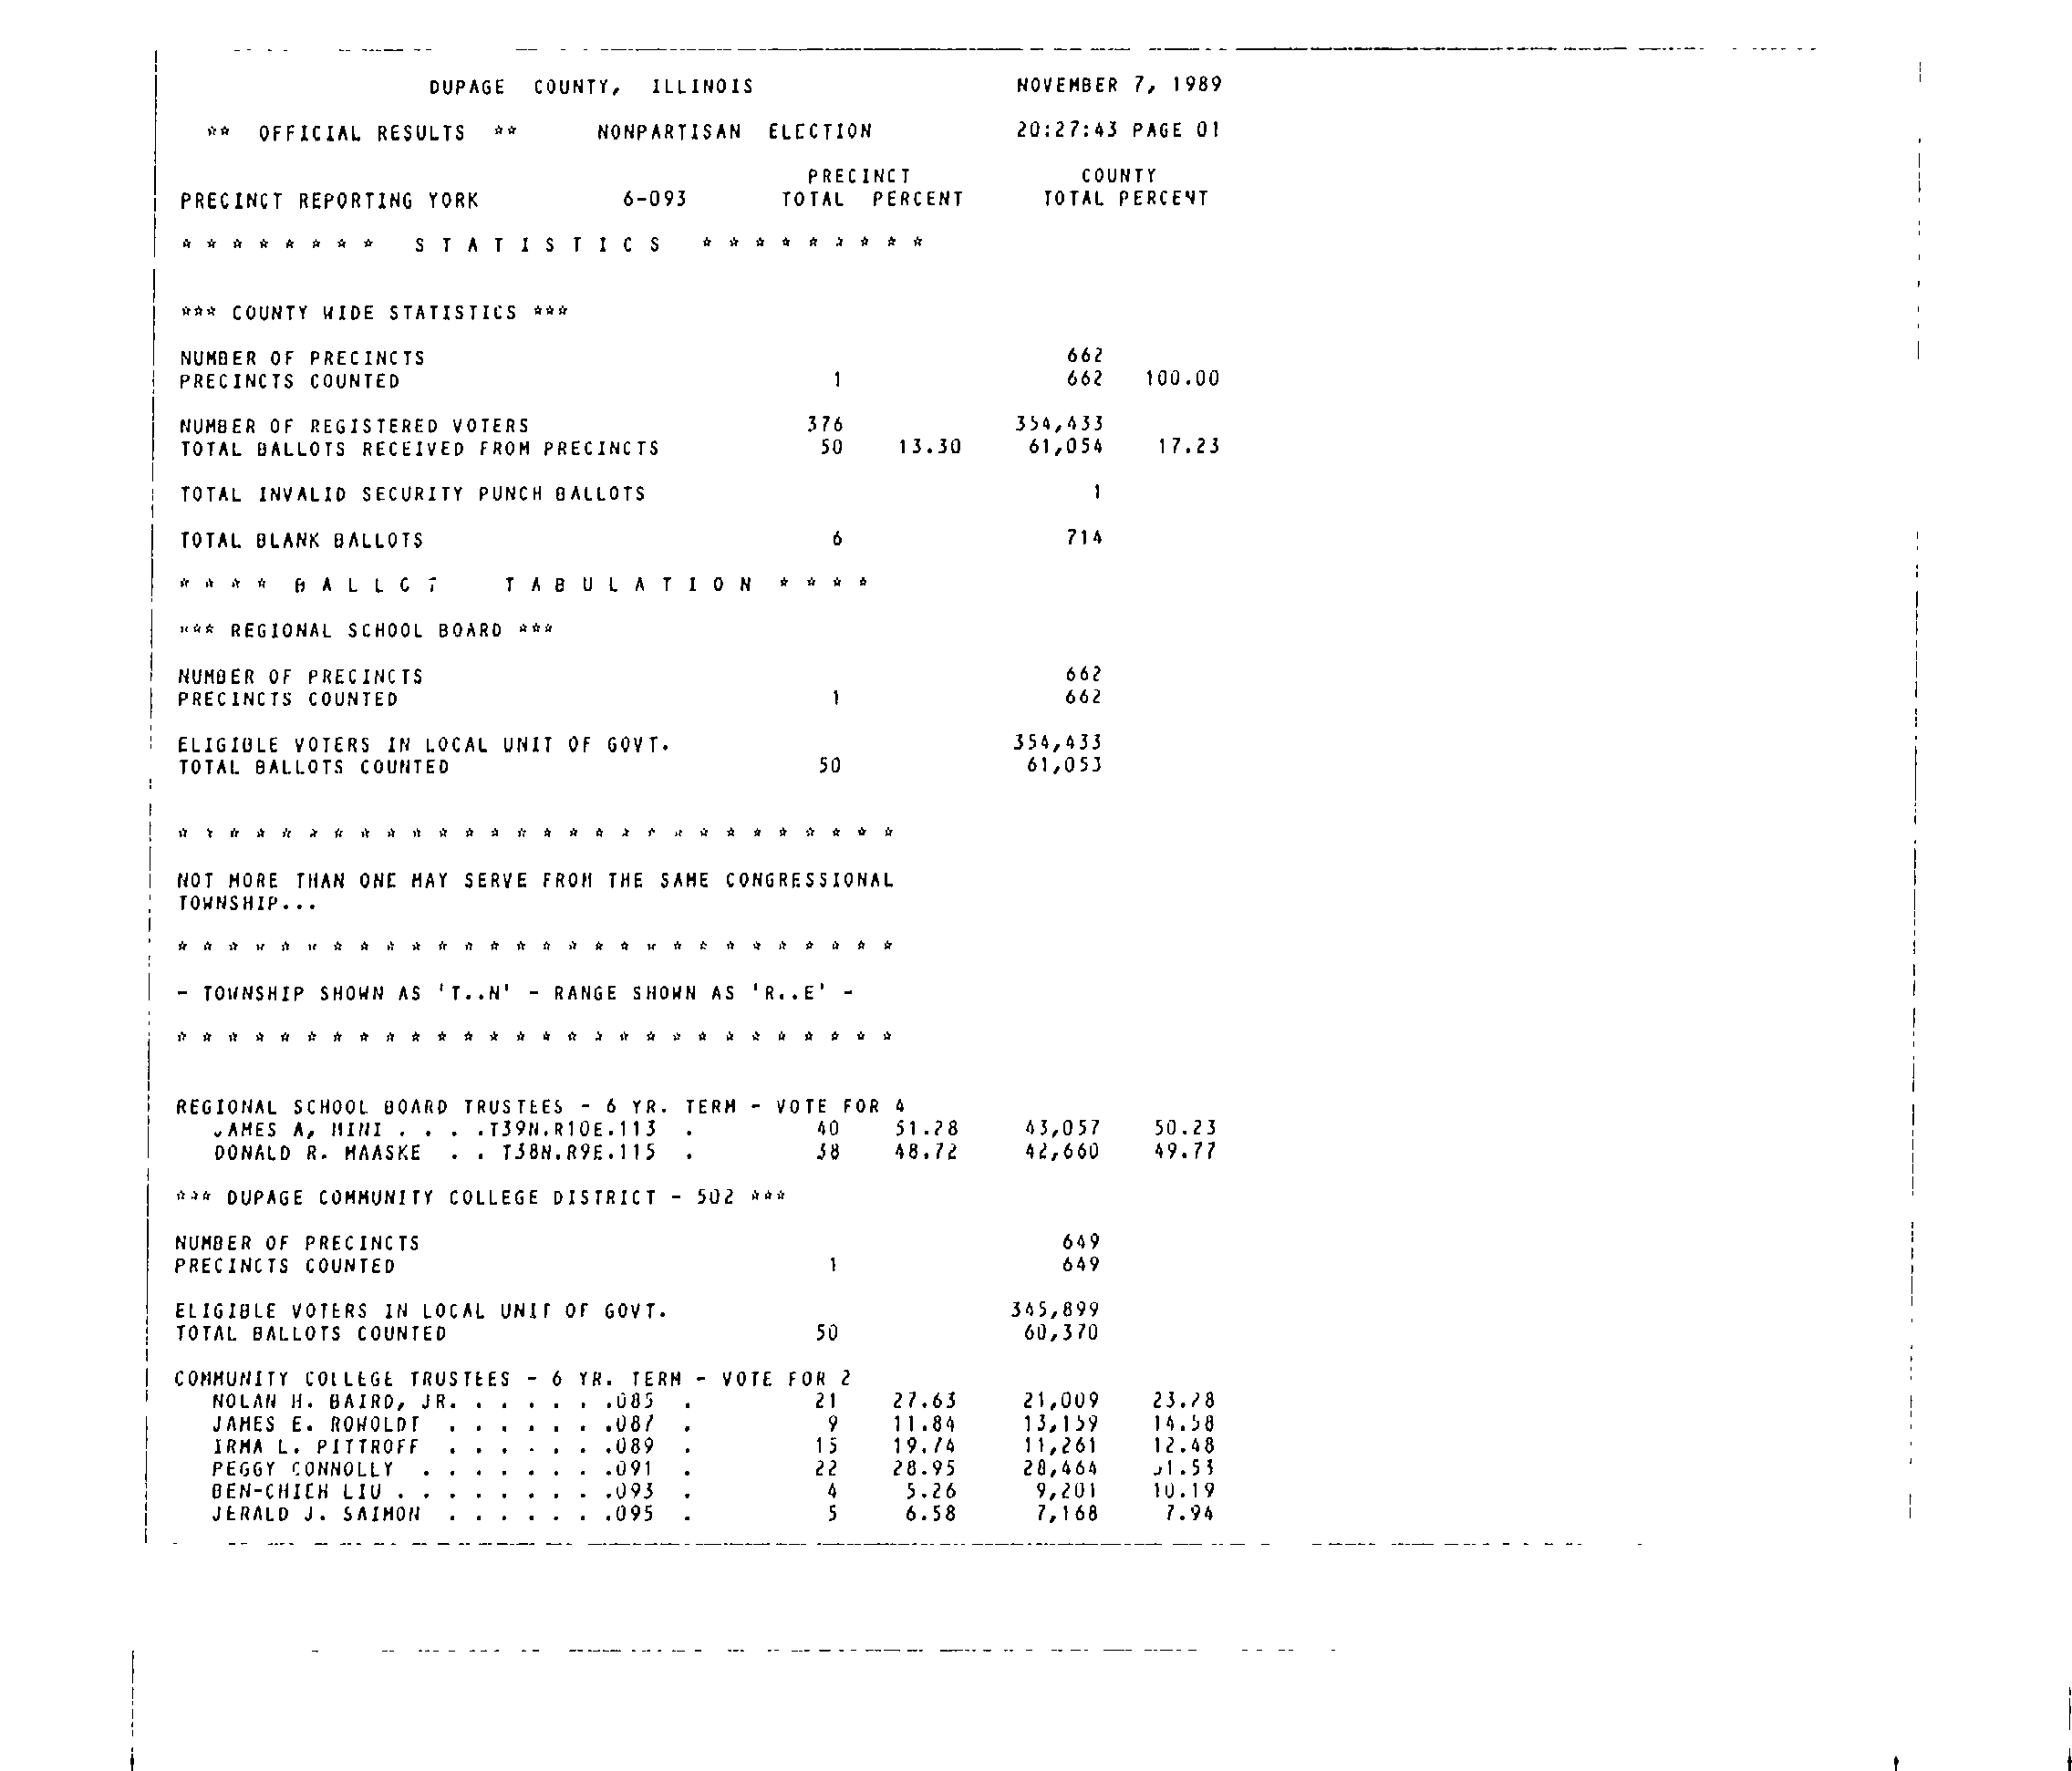 DUPAGE COUNTY, ILLINOIS NOVEMBER 7, 1989
** OFFICIAL RESULTS ** NONPARTISAN ELECTION 20:27:43 PAGE 01
PRECINCT COUNTY
PRECINCT REPORTING YORK 6-093 TOTAL PERCENT TOTAL PERCENT
* * * * * * * * S T A T I S T I C S * * * * * * * * *
*** COUNTY WIDE STATISTICS ***
NUMBER OF PRECINCTS 662
PRECINCTS COUNTED 1 662 100.00
NUMBER OF REGISTERED VOTERS 376 354,433
TOTAL BALLOTS RECEIVED FROM PRECINCTS 50 13.30 61,054 17.23
TOTAL INVALID SECURITY PUNCH BALLOTS 1
TOTAL BLANK BALLOTS 6 714
* * * * B A L L O T T A B U L A T I O N * * * *
*** REGIONAL SCHOOL BOARD ***
NUMBER OF PRECINCTS 662
PRECINCTS COUNTED 1 662
ELIGIBLE VOTERS IN LOCAL UNIT OF GOVT. 354,433
TOTAL BALLOTS COUNTED 50 61,053
* * * * * * * * * * * * * * * * * * * * * * * * * * * *
NOT MORE THAN ONE MAY SERVE FROM THE SAME CONGRESSIONAL
TOWNSHIP...
* * * * * * * * * * * * * * * * * * * * * * * * * * * *
- TOWNSHIP SHOWN AS 'T..N' - RANGE SHOWN AS 'R..E' -
* * * * * * * * * * * * * * * * * * * * * * * * * * * *
REGIONAL SCHOOL BOARD TRUSTEES - 6 YR. TERM - VOTE FOR 4
JAMES A, MINI . . . .T39N.R10E.113 . 40 51.28 43,057 50.23
DONALD R. MAASKE . . T38N.R9E.115 . 38 48.72 42,660 49.77
*** DUPAGE COMMUNITY COLLEGE DISTRICT - 502 ***
NUMBER OF PRECINCTS 649
PRECINCTS COUNTED 1 649
ELIGIBLE VOTERS IN LOCAL UNIT OF GOVT. 345,899
TOTAL BALLOTS COUNTED 50 60,370
COMMUNITY COLLEGE TRUSTEES - 6 YR. TERM - VOTE FOR 2
NOLAN H. BAIRD, JR. . . . . . .085 . 21 27.63 21,009 23.28
JAMES E. ROWOLDT . . . . . . .087 . 9 11.84 13,159 14.58
IRMA L. PITTROFF . . . . . . .089 . 15 19.74 11,261 12.48
PEGGY CONNOLLY . . . . . . . .091 . 22 28.95 28,464 31.53
BEN-CHIEH LIU . . . . . . . . .093 . 4 5.26 9,201 10.19
JERALD J. SAIMON . . . . . . .095 . 5 6.58 7,168 7.94